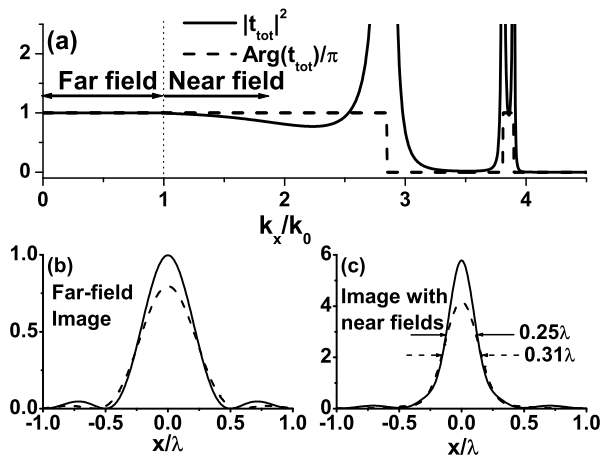 (a)
|t_tot|²
Arg(t_tot)/π
Far field
Near field
2
1
0
0 1 2 3 4
k_x/k_0
(b)
Far-field
Image
1.0
0.5
0.0
-1.0 -0.5 0.0 0.5 1.0
x/λ
(c)
Image with
near fields
0.25λ
0.31λ
6
4
2
0
-1.0 -0.5 0.0 0.5 1.0
x/λ